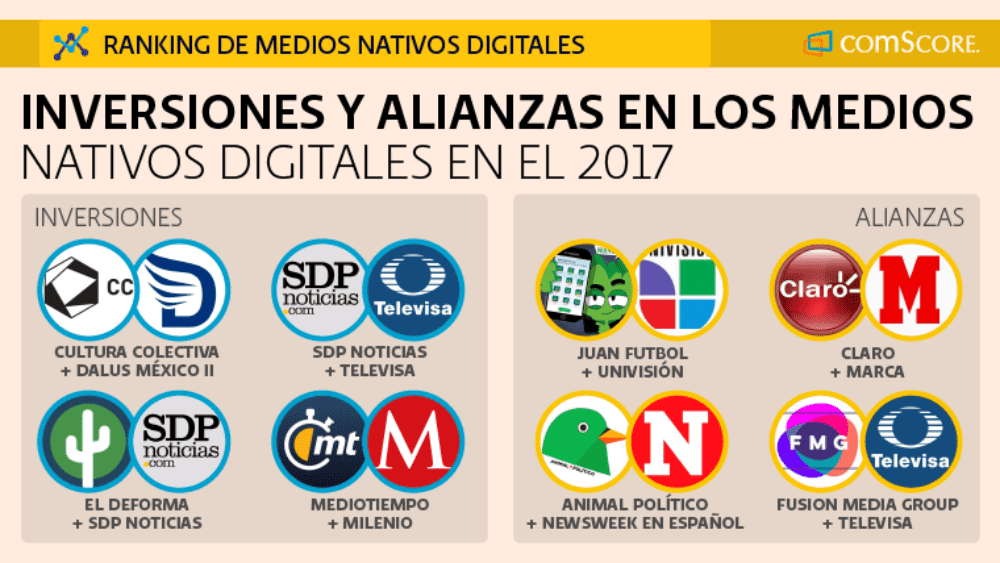 RANKING DE MEDIOS NATIVOS DIGITALES
comScore.
INVERSIONES Y ALIANZAS EN LOS MEDIOS
NATIVOS DIGITALES EN EL 2017
INVERSIONES
CC
SDP
noticias
.com
Televisa
CULTURA COLECTIVA
+ DALUS MÉXICO II
SDP NOTICIAS
+ TELEVISA
SDP
noticias
.com
mt
M
EL DEFORMA
+ SDP NOTICIAS
MEDIOTIEMPO
+ MILENIO
ALIANZAS
Claro
M
JUAN FUTBOL
+ UNIVISIÓN
CLARO
+ MARCA
ANIMAL POLÍTICO
N
FMG
Televisa
ANIMAL POLÍTICO
+ NEWSWEEK EN ESPAÑOL
FUSION MEDIA GROUP
+ TELEVISA